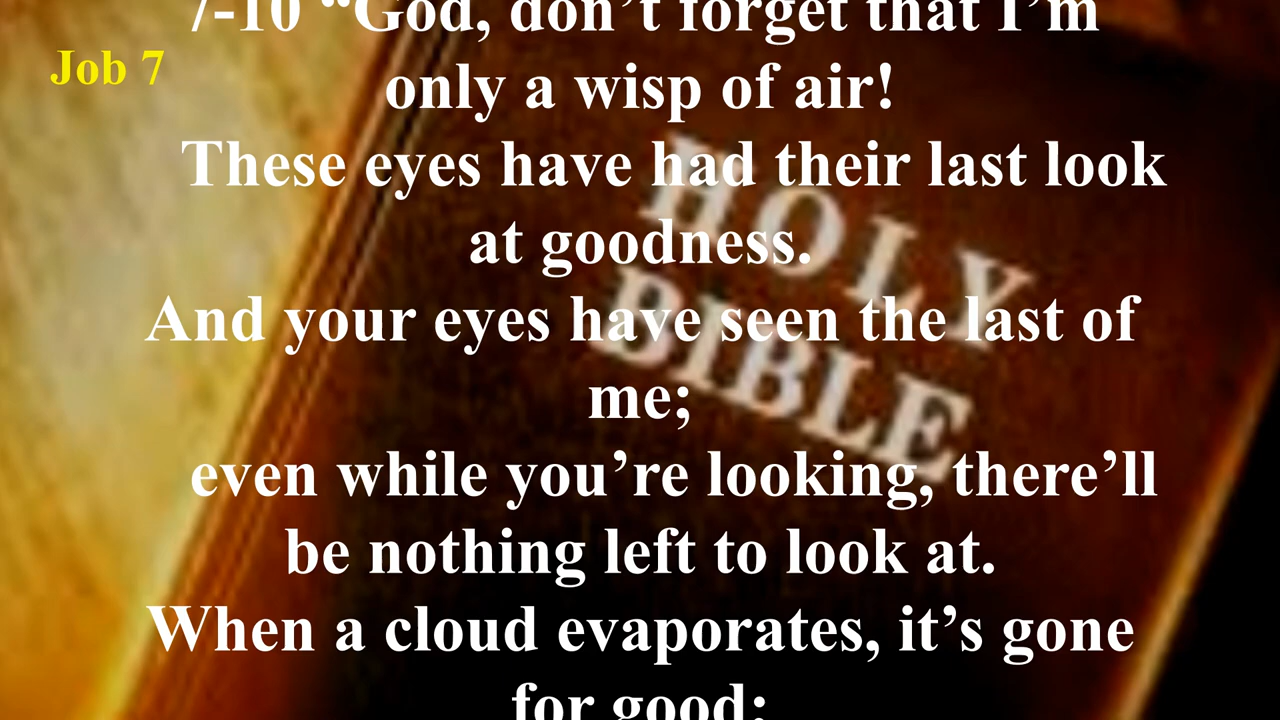 7-10 “God, don’t forget that I’m
Job 7
only a wisp of air!
These eyes have had their last look
at goodness.
And your eyes have seen the last of
me;
even while you’re looking, there’ll
be nothing left to look at.
When a cloud evaporates, it’s gone
for good;
HOLY
BIBLE